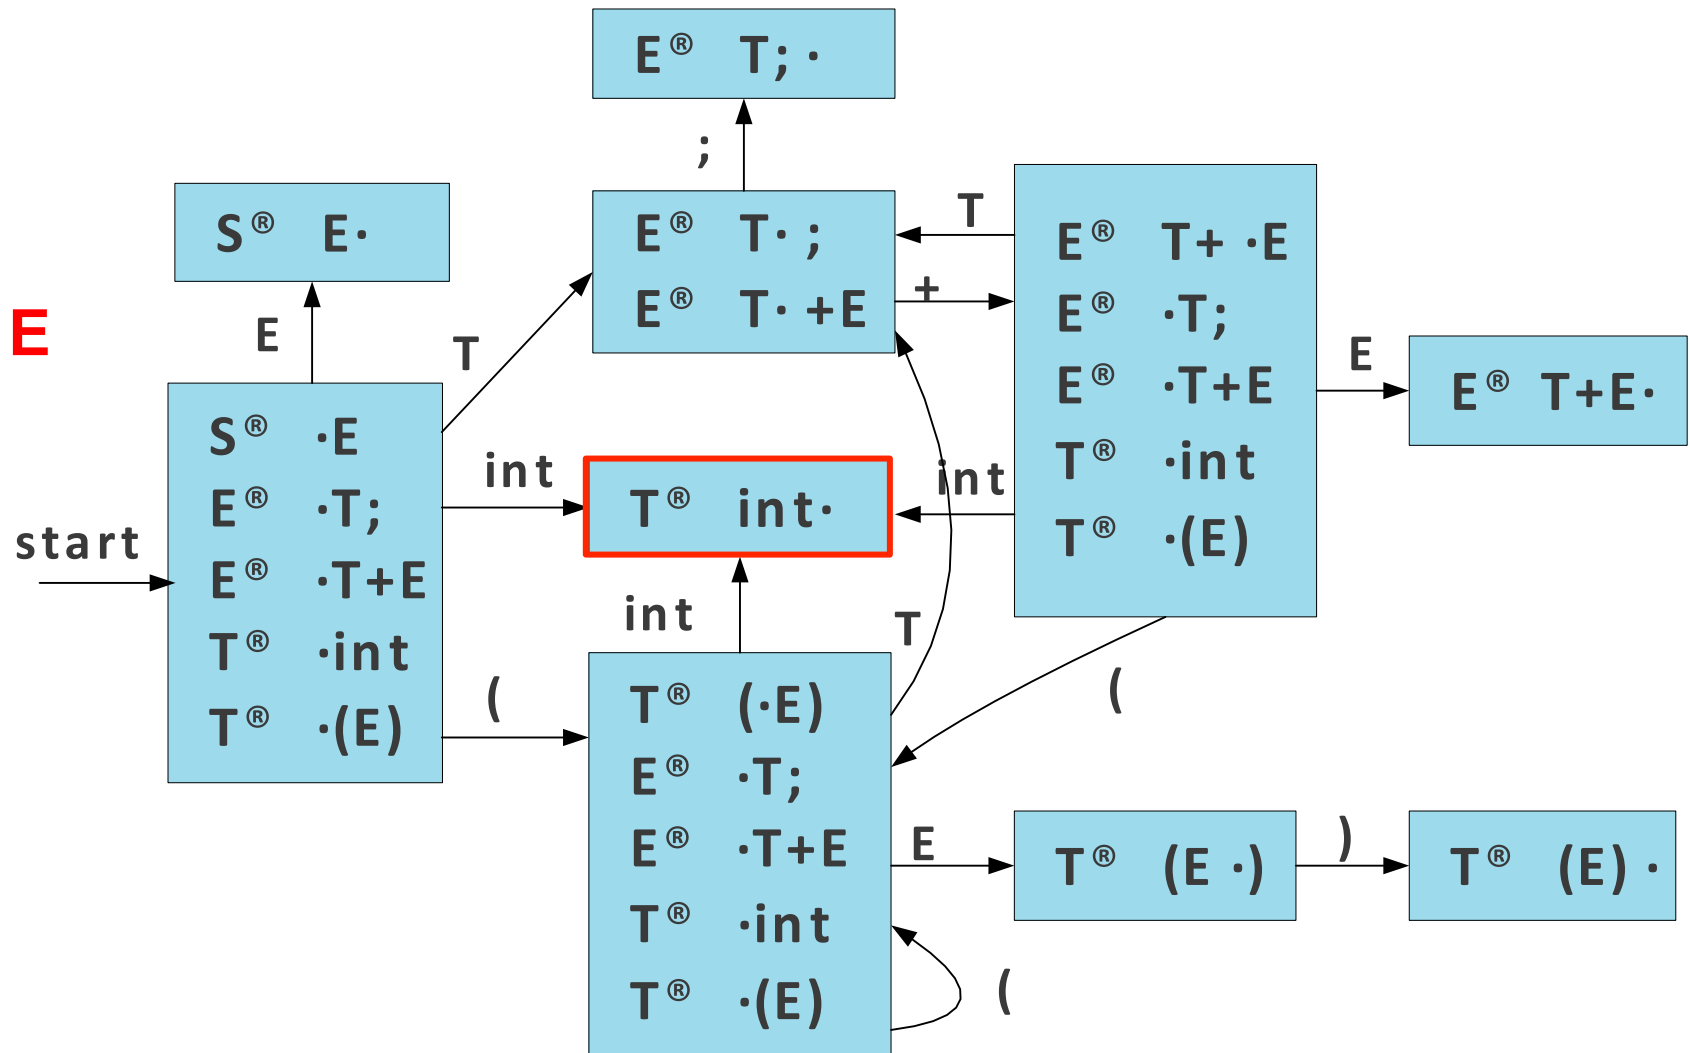 E® T; ·
;
S® E·
E® T· ;
E® T· +E
T
+
E® T+ ·E
E® ·T;
E® ·T+E
T® ·int
T® ·(E)
E
E® T+E·
E
E
T
S® ·E
E® ·T;
E® ·T+E
T® ·int
T® ·(E)
start
int
T® int·
int
int
T
(
(
T® (·E)
E® ·T;
E® ·T+E
T® ·int
T® ·(E)
E
T® (E ·)
)
T® (E) ·
(